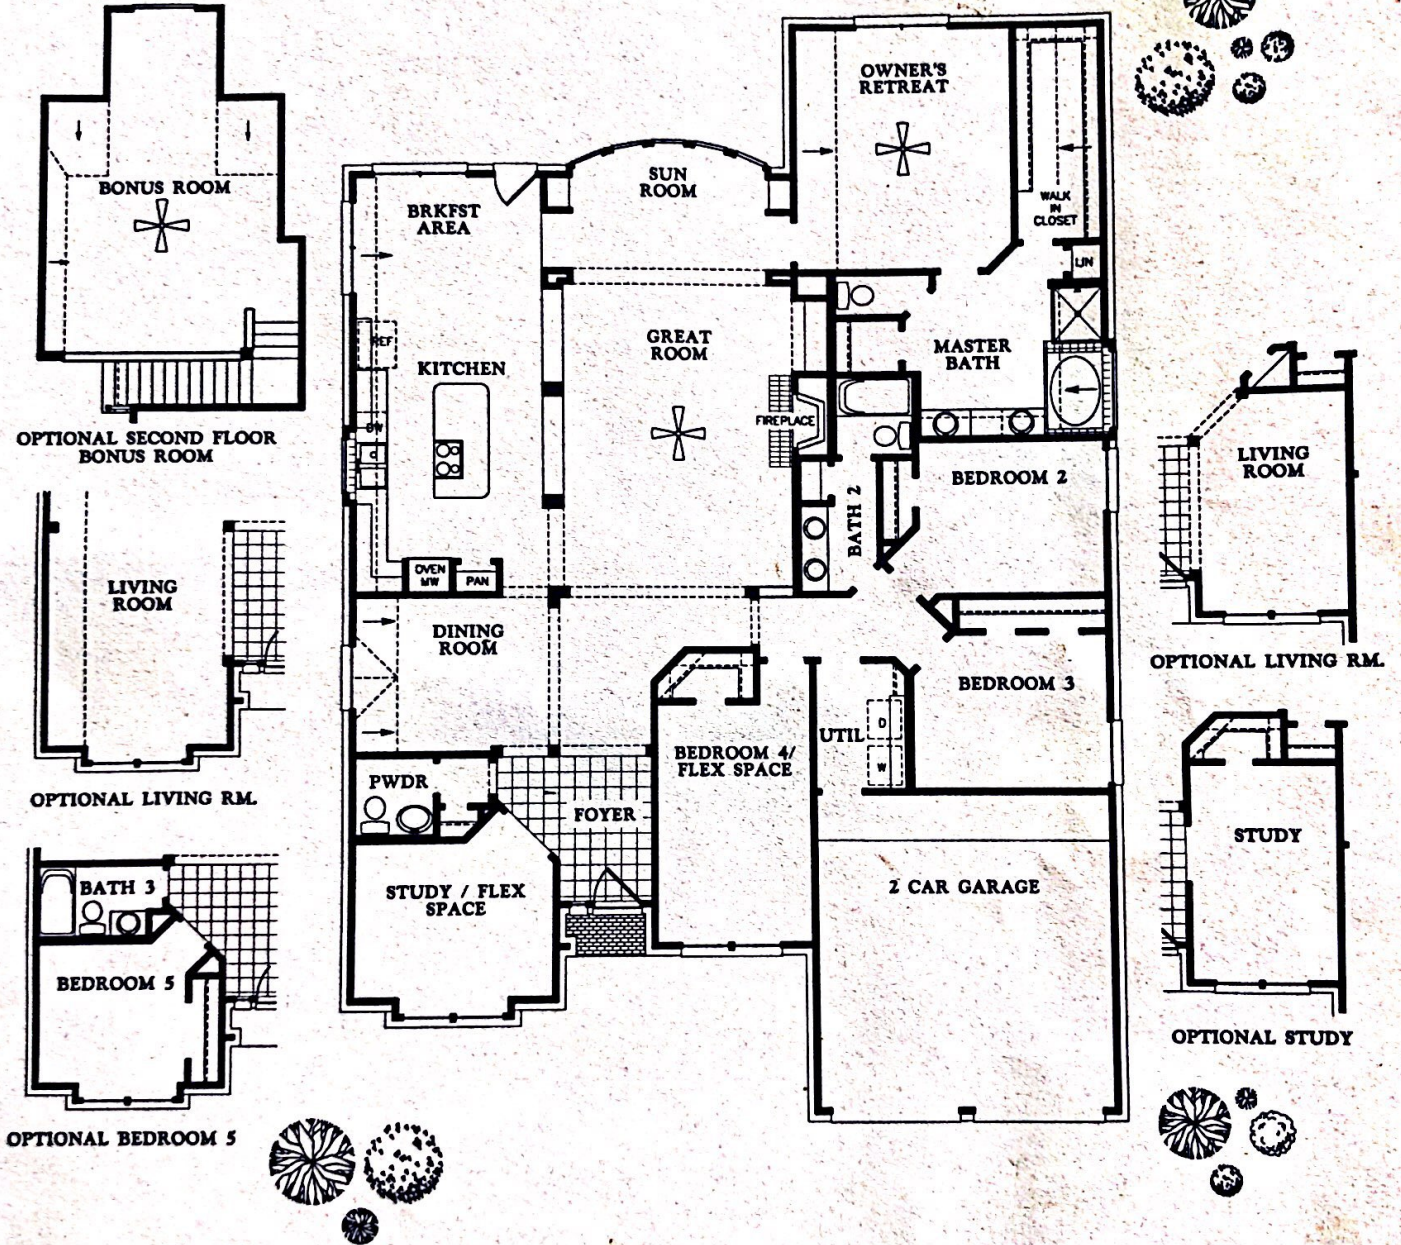 BONUS ROOM
OPTIONAL SECOND FLOOR
BONUS ROOM
LIVING
ROOM
OPTIONAL LIVING RM.
BATH 3
BEDROOM 5
OPTIONAL BEDROOM 5
OWNER'S
RETREAT
WALK
IN
CLOSET
LIN
SUN
ROOM
BRKFST
AREA
REF
KITCHEN
DW
OVEN
MW
PAN
GREAT
ROOM
FIREPLACE
MASTER
BATH
BATH 2
BEDROOM 2
DINING
ROOM
BEDROOM 3
UTIL
D
W
BEDROOM 4/
FLEX SPACE
PWDR
FOYER
STUDY / FLEX
SPACE
2 CAR GARAGE
LIVING
ROOM
OPTIONAL LIVING RM.
STUDY
OPTIONAL STUDY